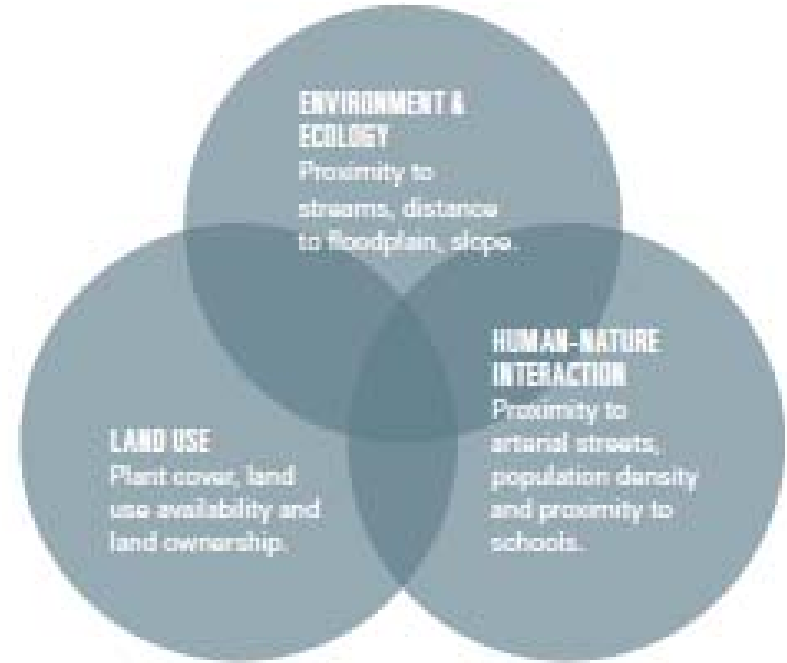 ENVIRONMENT &
ECOLOGY
Proximity to
streams, distance
to floodplain, slope.
HUMAN-NATURE
INTERACTION
Proximity to
arterial streets,
population density
and proximity to
schools.
LAND USE
Plant cover, land
use availability and
land ownership.